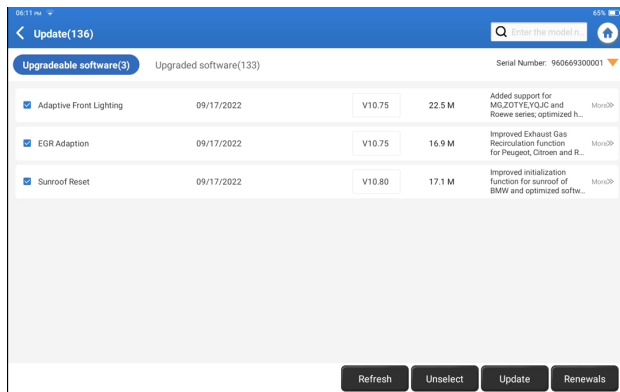 06:11 PM
65%
Update(136)
Enter the model n...
Upgradeable software(3)
Upgraded software(133)
Serial Number: 960669300001
Adaptive Front Lighting
09/17/2022
V10.75
22.5 M
Added support for
MG,ZOTYE,YQJC and
Roewe series; optimized h...
More
EGR Adaption
09/17/2022
V10.75
16.9 M
Improved Exhaust Gas
Recirculation function
for Peugeot, Citroen and R...
More
Sunroof Reset
09/17/2022
V10.80
17.1 M
Improved initialization
function for sunroof of
BMW and optimized softw...
More
Refresh
Unselect
Update
Renewals